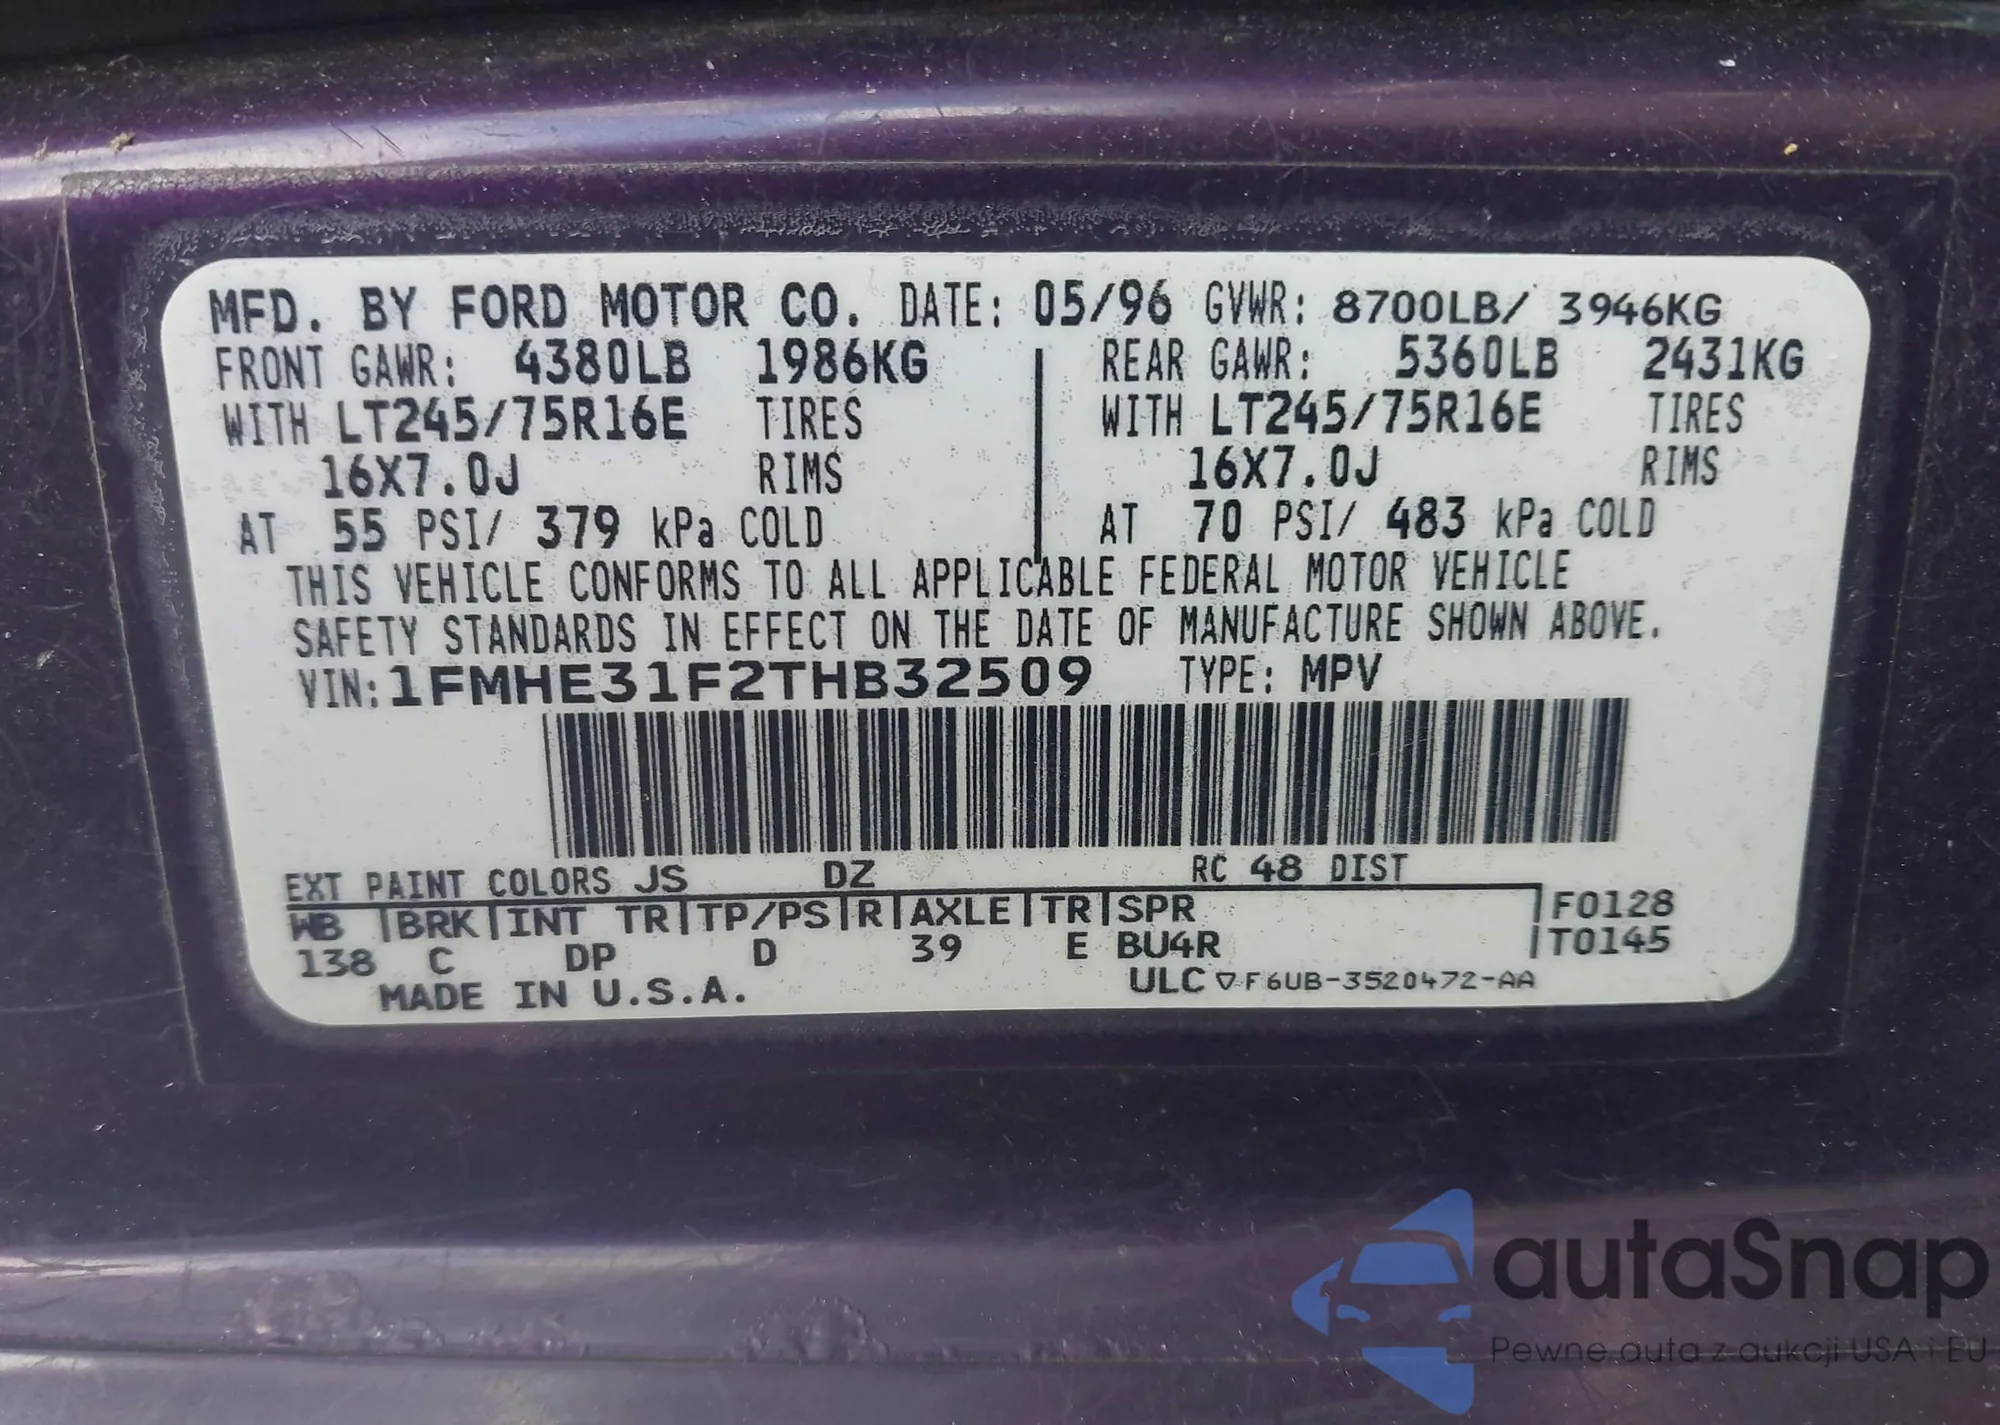 MFD. BY FORD MOTOR CO. DATE: 05/96 GVWR: 8700LB/ 3946KG
FRONT GAWR: 4380LB 1986KG REAR GAWR: 5360LB 2431KG
WITH LT245/75R16E TIRES WITH LT245/75R16E TIRES
16X7.0J RIMS 16X7.0J RIMS
AT 55 PSI/ 379 kPa COLD AT 70 PSI/ 483 kPa COLD
THIS VEHICLE CONFORMS TO ALL APPLICABLE FEDERAL MOTOR VEHICLE
SAFETY STANDARDS IN EFFECT ON THE DATE OF MANUFACTURE SHOWN ABOVE.
VIN: 1FMHE31F2THB32509 TYPE: MPV
EXT PAINT COLORS JS DZ RC 48 DIST
WB |BRK|INT TR|TP/PS|R|AXLE|TR|SPR |F0128
138 C DP D 39 E BU4R |T0145
MADE IN U.S.A. ULC ▽ F6UB-3520472-AA
autaSnap
Pewne auta z aukcji USA i EU